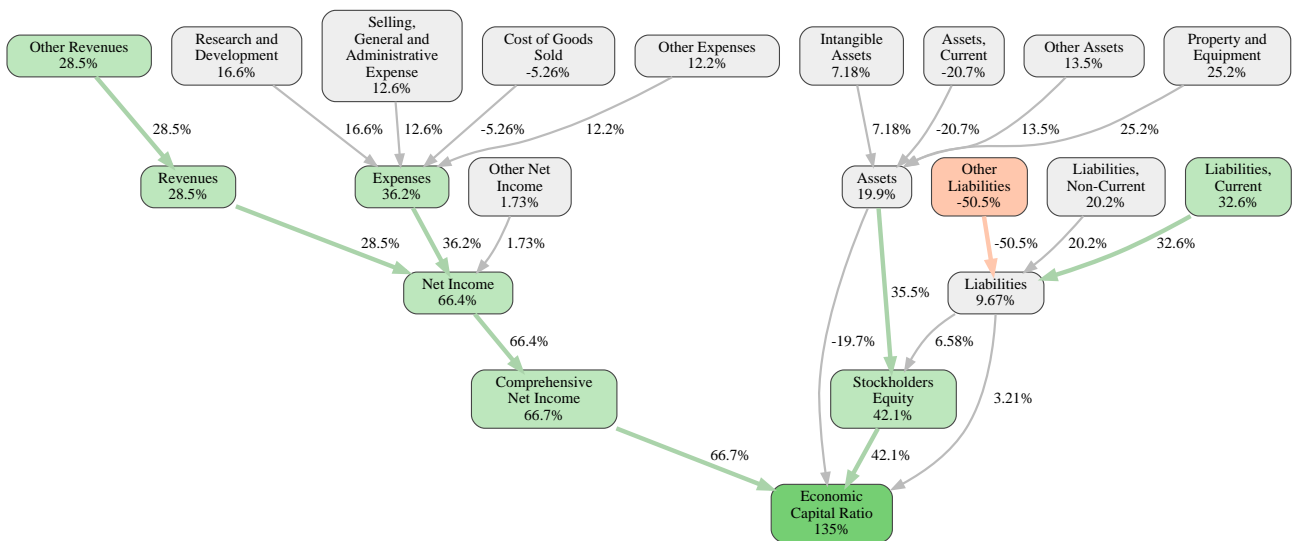 Other Revenues
28.5%
Research and
Development
16.6%
Selling,
General and
Administrative
Expense
12.6%
Cost of Goods
Sold
-5.26%
Other Expenses
12.2%
Intangible
Assets
7.18%
Assets,
Current
-20.7%
Other Assets
13.5%
Property and
Equipment
25.2%
28.5%
16.6%
12.6%
-5.26%
12.2%
7.18%
-20.7%
13.5%
25.2%
Revenues
28.5%
Expenses
36.2%
Other Net
Income
1.73%
Assets
19.9%
Other
Liabilities
-50.5%
Liabilities,
Non-Current
20.2%
Liabilities,
Current
32.6%
28.5%
36.2%
1.73%
-50.5%
20.2%
32.6%
Net Income
66.4%
35.5%
Liabilities
9.67%
66.4%
-19.7%
6.58%
Comprehensive
Net Income
66.7%
Stockholders
Equity
42.1%
3.21%
66.7%
42.1%
Economic
Capital Ratio
135%